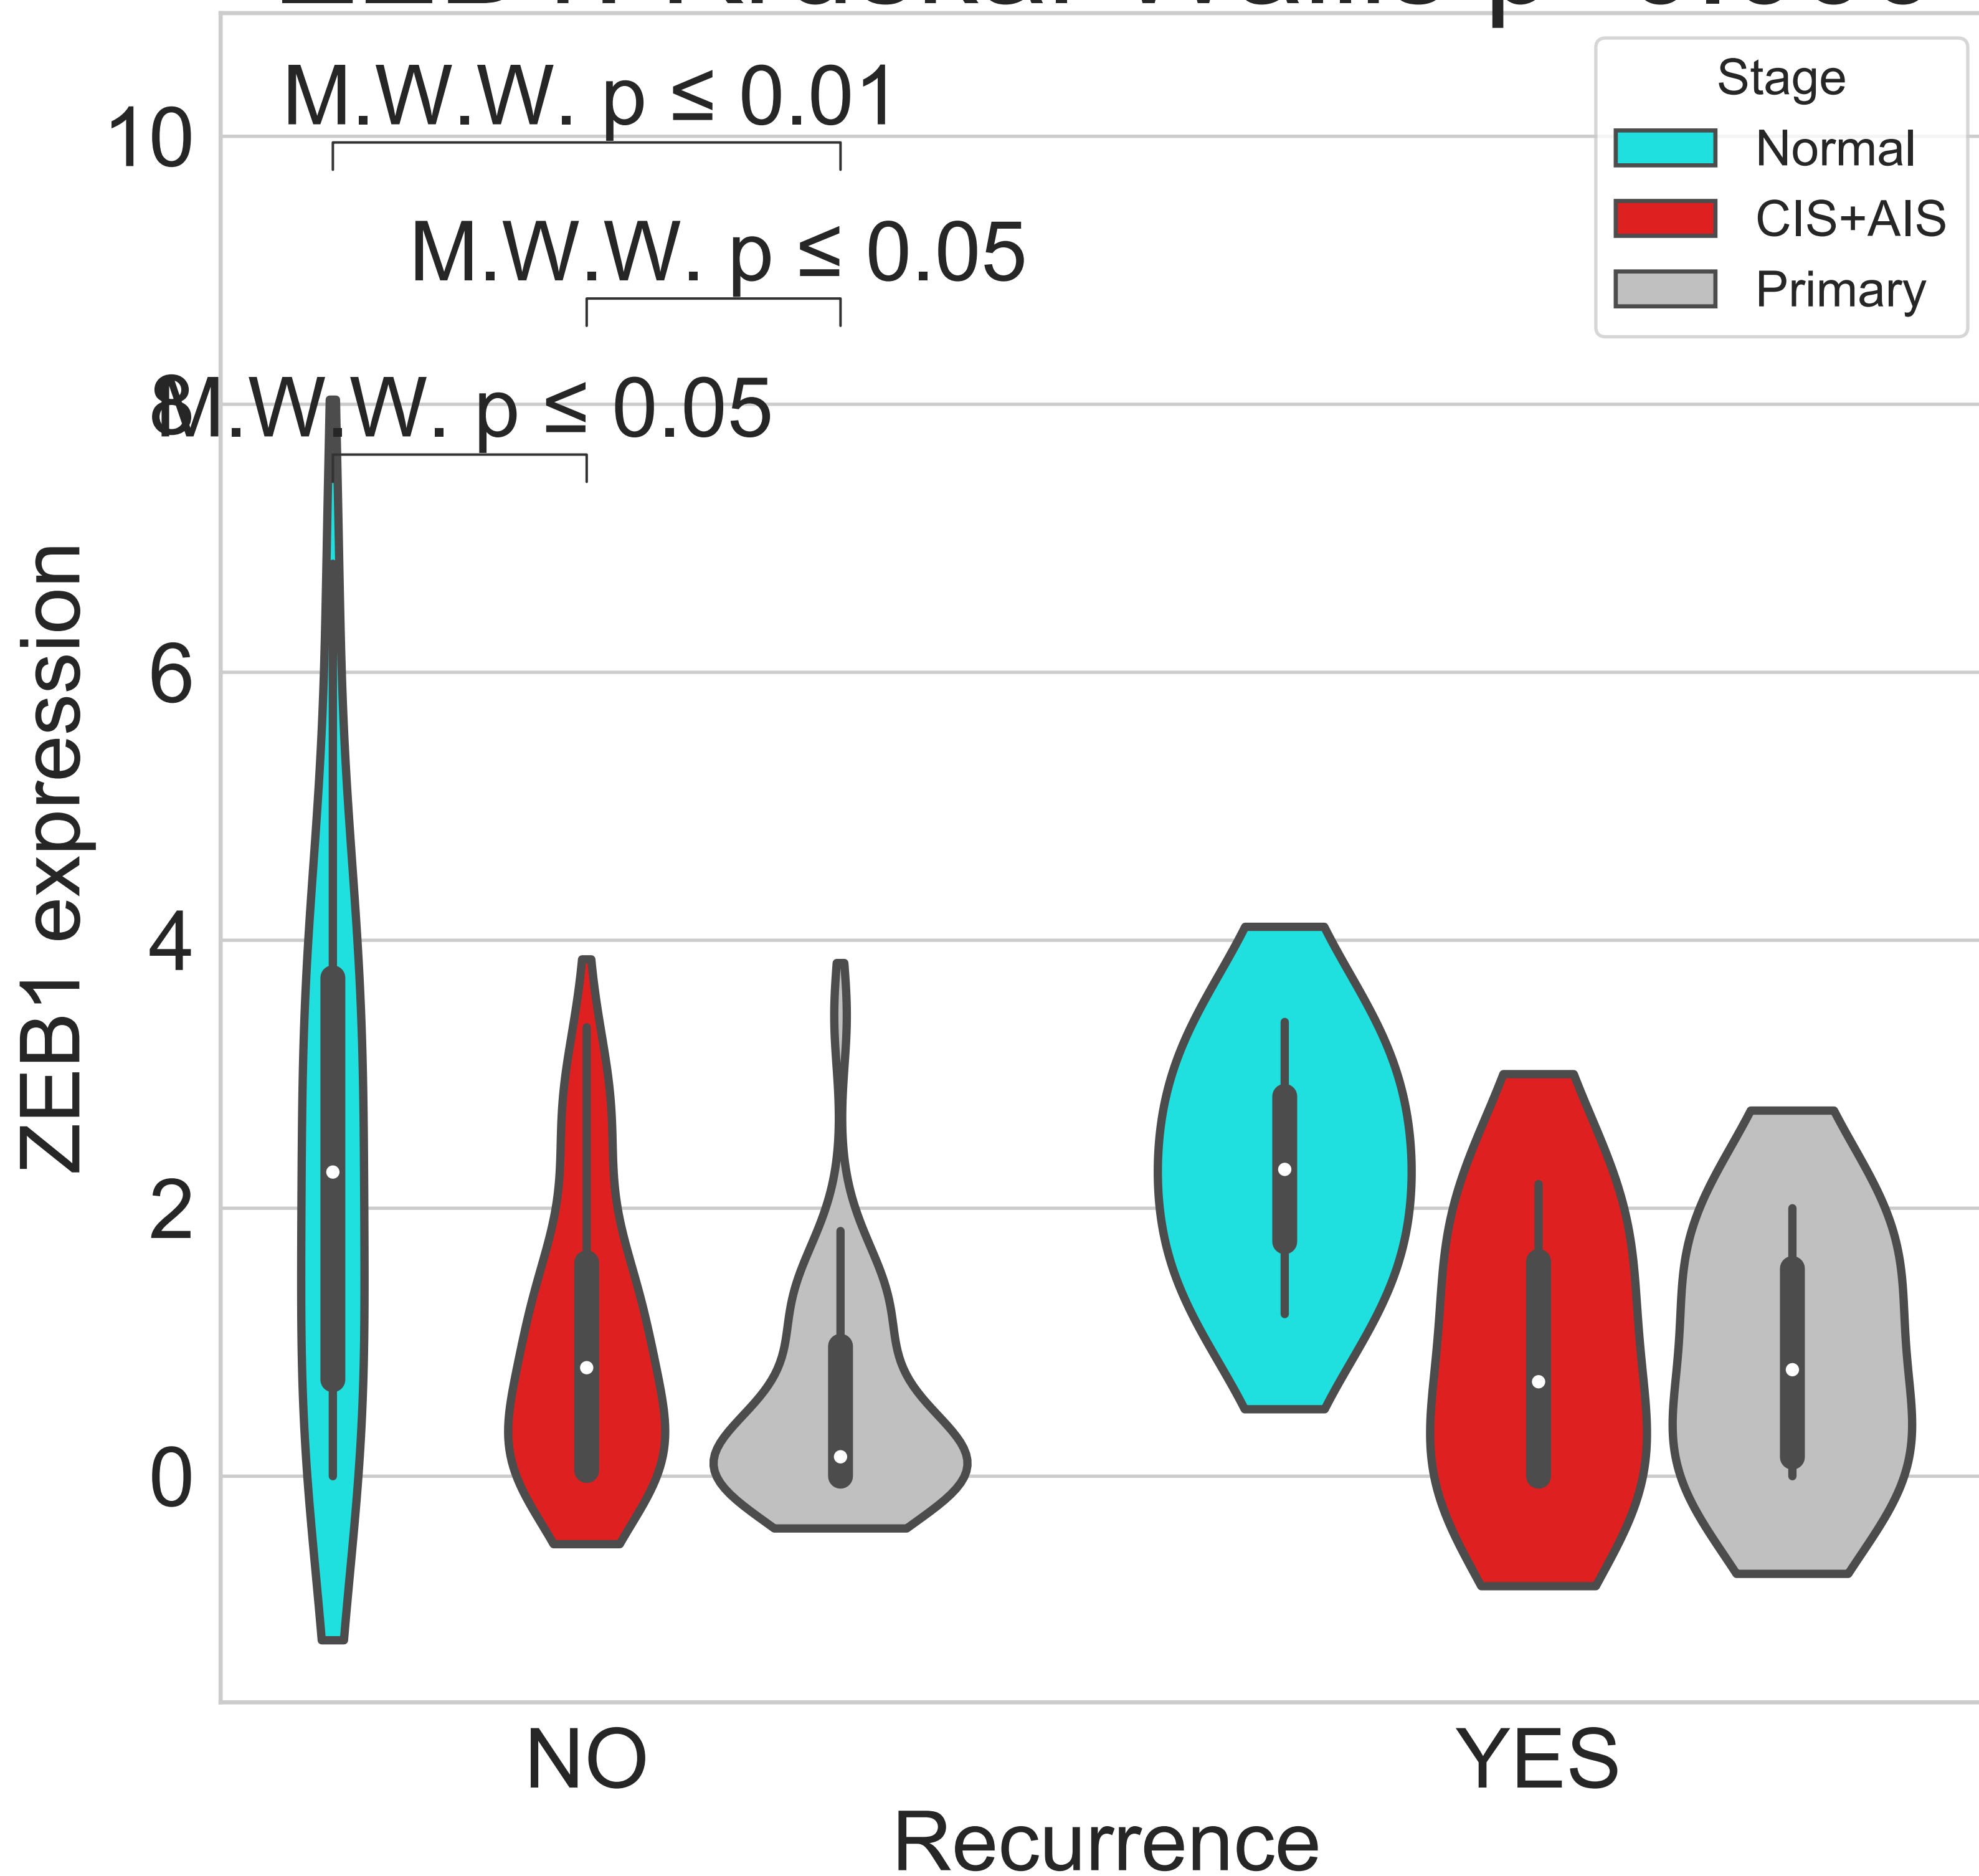 Stage
Normal
CIS+AIS
Primary
M.W.W. p ≤ 0.01
M.W.W. p ≤ 0.05
M.W.W. p ≤ 0.05
10
8
6
4
2
0
ZEB1 expression
NO
YES
Recurrence